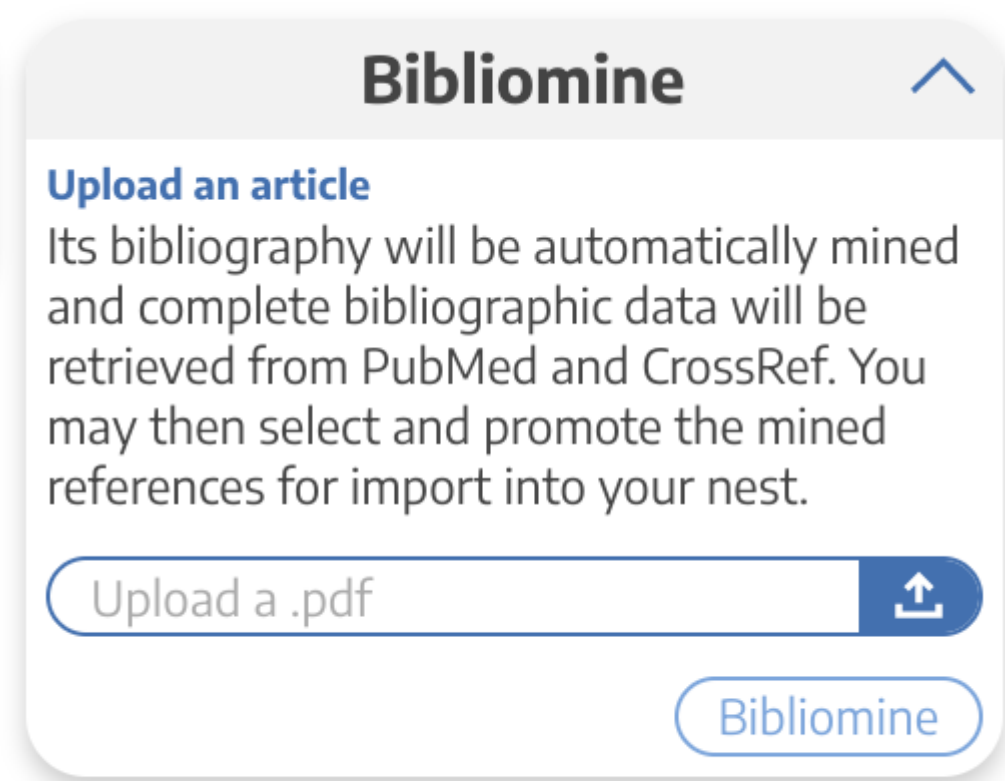 Bibliomine
Upload an article
Its bibliography will be automatically mined
and complete bibliographic data will be
retrieved from PubMed and CrossRef. You
may then select and promote the mined
references for import into your nest.
Upload a .pdf
Bibliomine